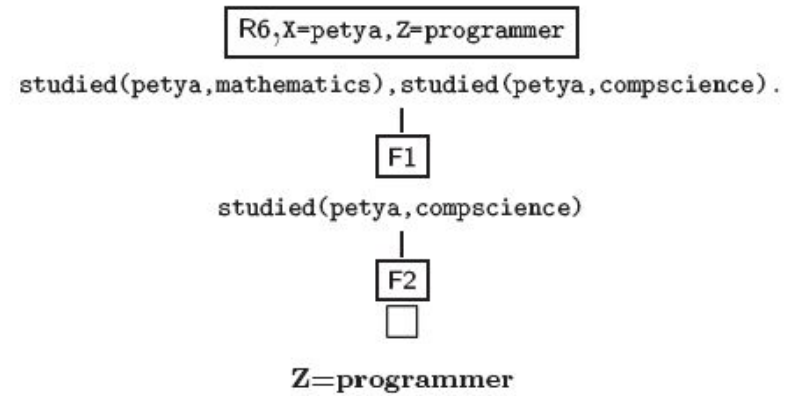 R6,X=petya,Z=programmer
studied(petya,mathematics),studied(petya,compscience).
F1
studied(petya,compscience)
F2
Z=programmer